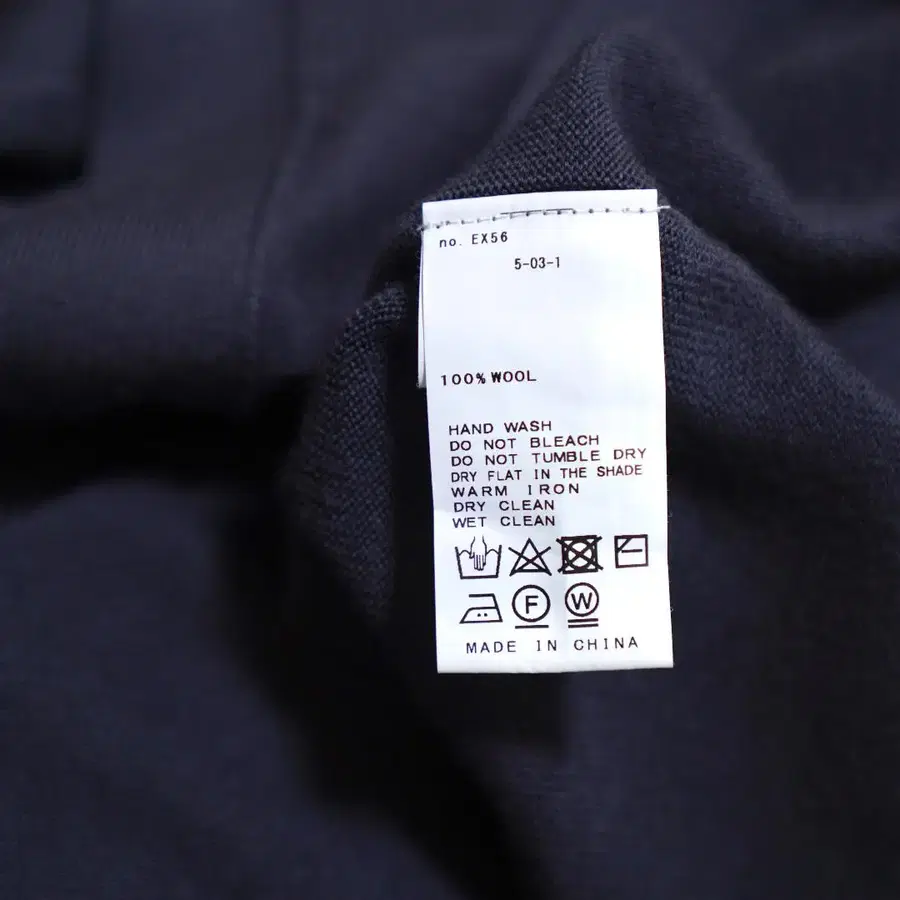 no. EX56
5-03-1
100% WOOL
HAND WASH
DO NOT BLEACH
DO NOT TUMBLE DRY
DRY FLAT IN THE SHADE
WARM IRON
DRY CLEAN
WET CLEAN
F W
MADE IN CHINA